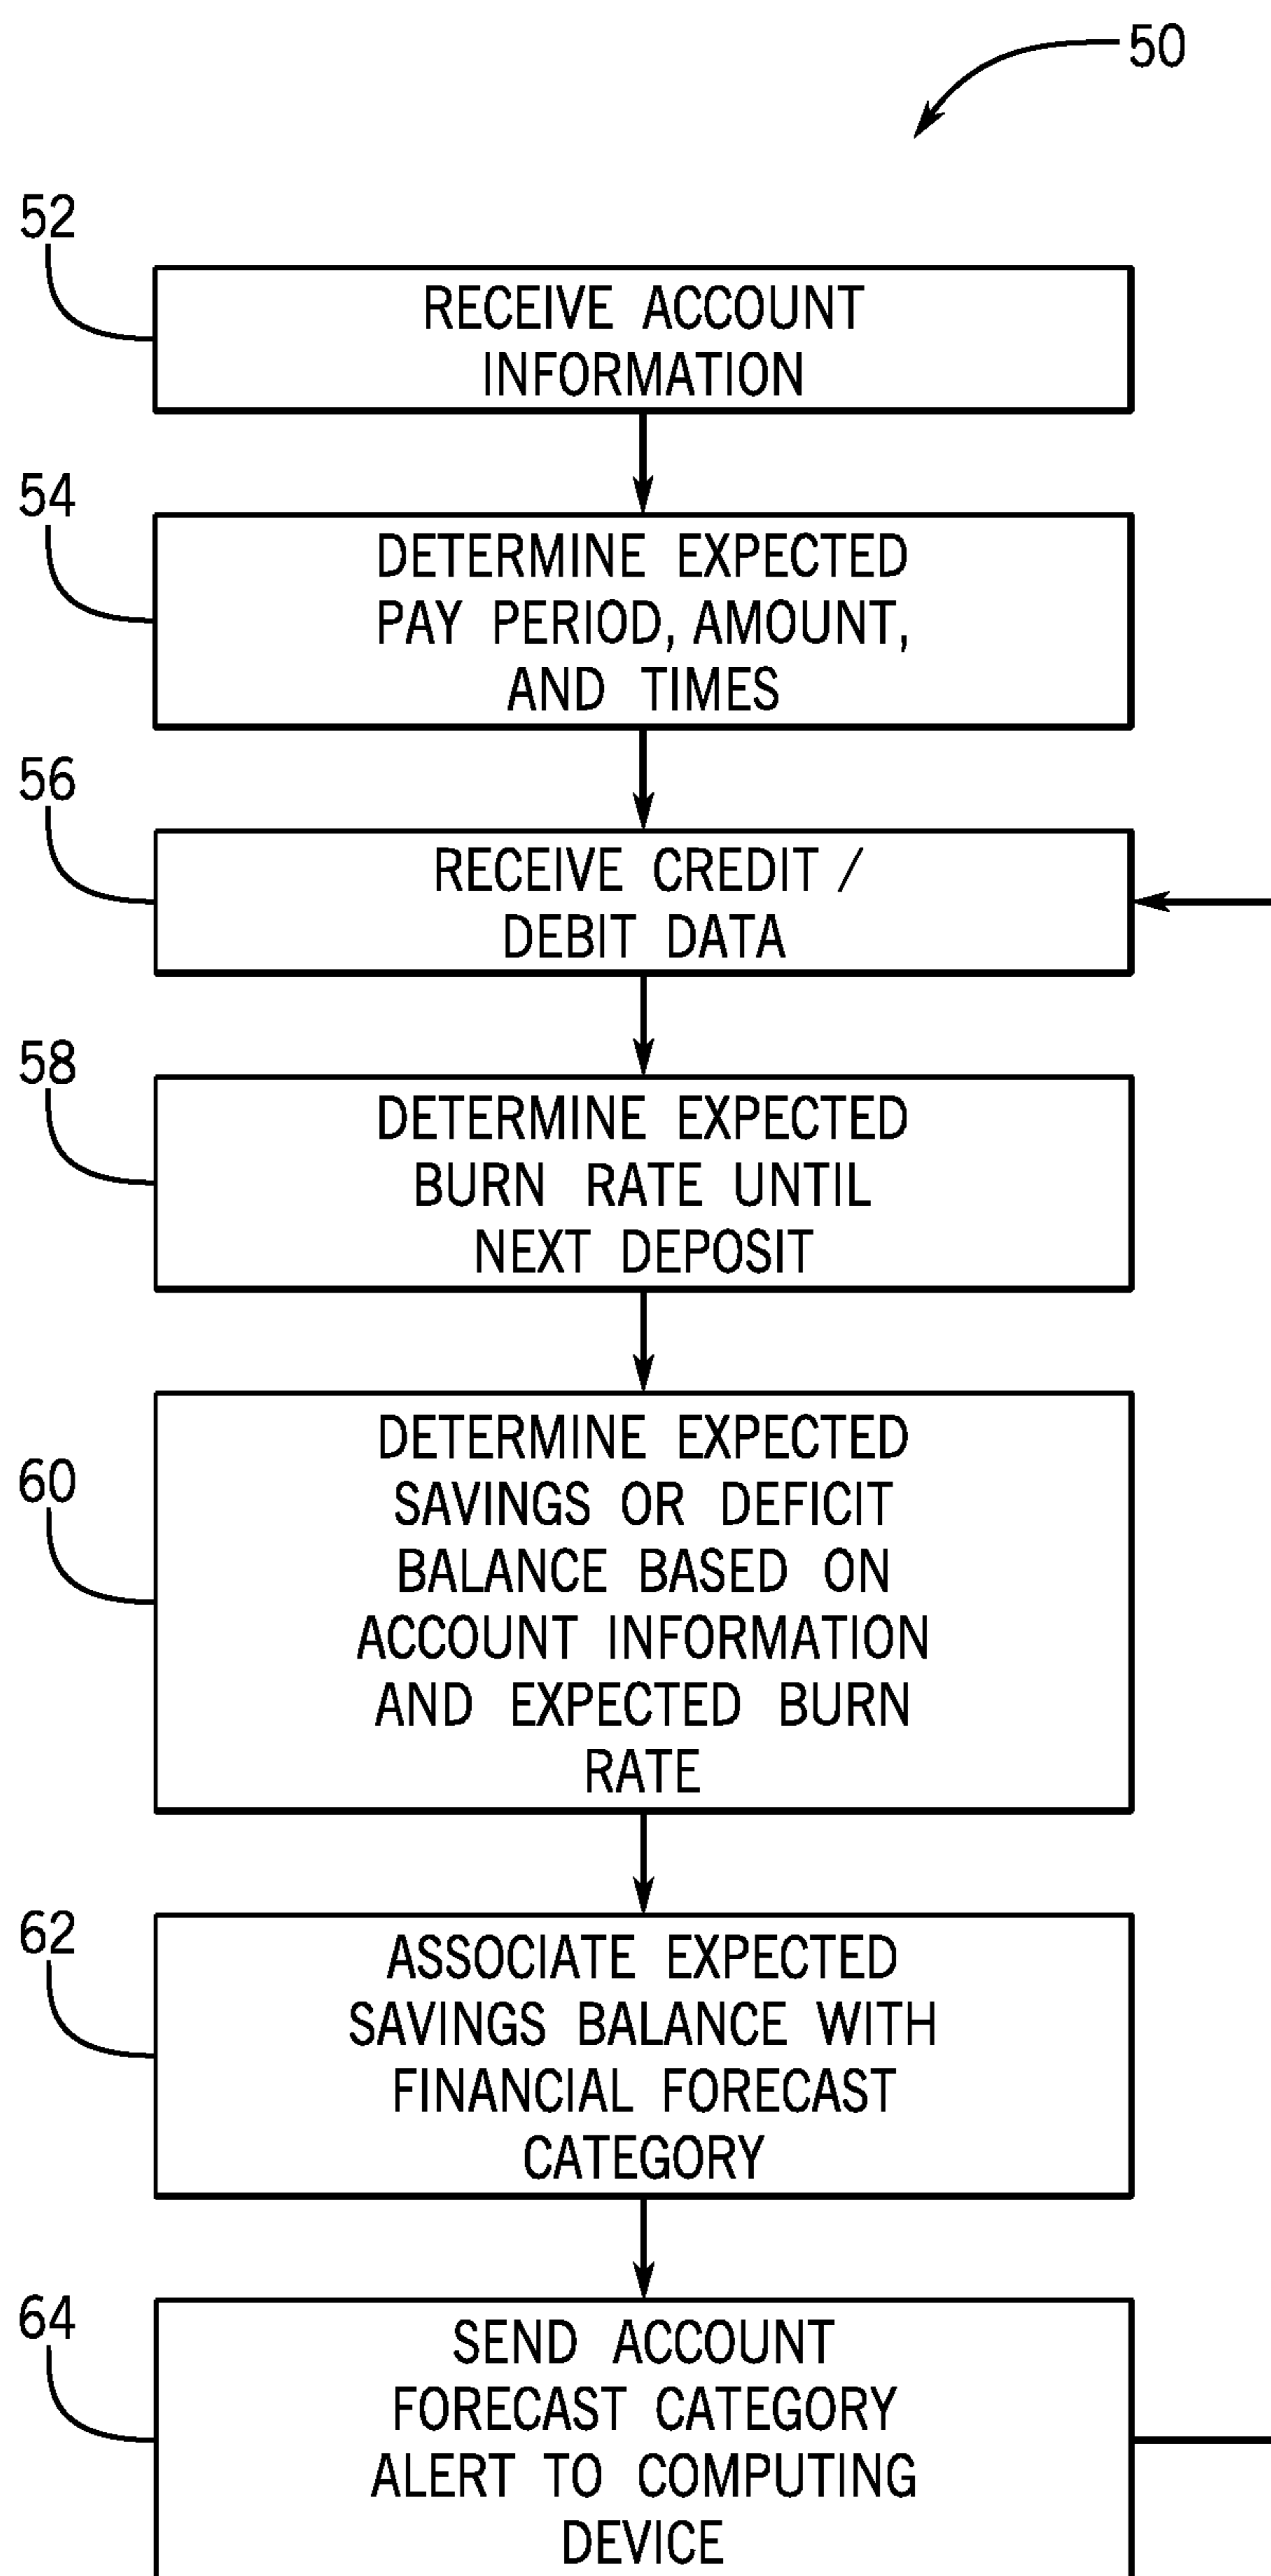 50
52
RECEIVE ACCOUNT
INFORMATION
54
DETERMINE EXPECTED
PAY PERIOD, AMOUNT,
AND TIMES
56
RECEIVE CREDIT /
DEBIT DATA
58
DETERMINE EXPECTED
BURN RATE UNTIL
NEXT DEPOSIT
60
DETERMINE EXPECTED
SAVINGS OR DEFICIT
BALANCE BASED ON
ACCOUNT INFORMATION
AND EXPECTED BURN
RATE
62
ASSOCIATE EXPECTED
SAVINGS BALANCE WITH
FINANCIAL FORECAST
CATEGORY
64
SEND ACCOUNT
FORECAST CATEGORY
ALERT TO COMPUTING
DEVICE